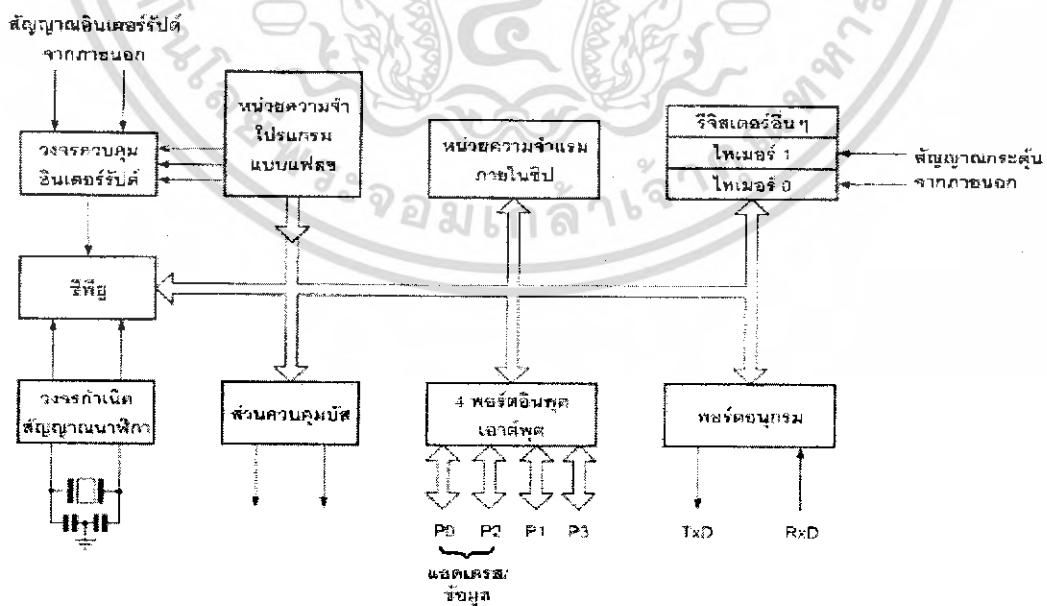 สัญญาณอินเตอร์รัปต์
จากภายนอก
วงจรควบคุม
อินเตอร์รัปต์
หน่วยความจำ
โปรแกรม
แบบแฟลช
หน่วยความจำแรม
ภายในชิป
รีจิสเตอร์อื่นๆ
ไทเมอร์ 1
ไทเมอร์ 0
สัญญาณกระตุ้น
จากภายนอก
ซีพียู
วงจรกำเนิด
สัญญาณนาฬิกา
ส่วนควบคุมบัส
4 พอร์ตอินพุต
เอาต์พุต
พอร์ตอนุกรม
P0 P2 P1 P3
TxD RxD
แอดเดรส/
ข้อมูล
จอมเกล้าเจ้า